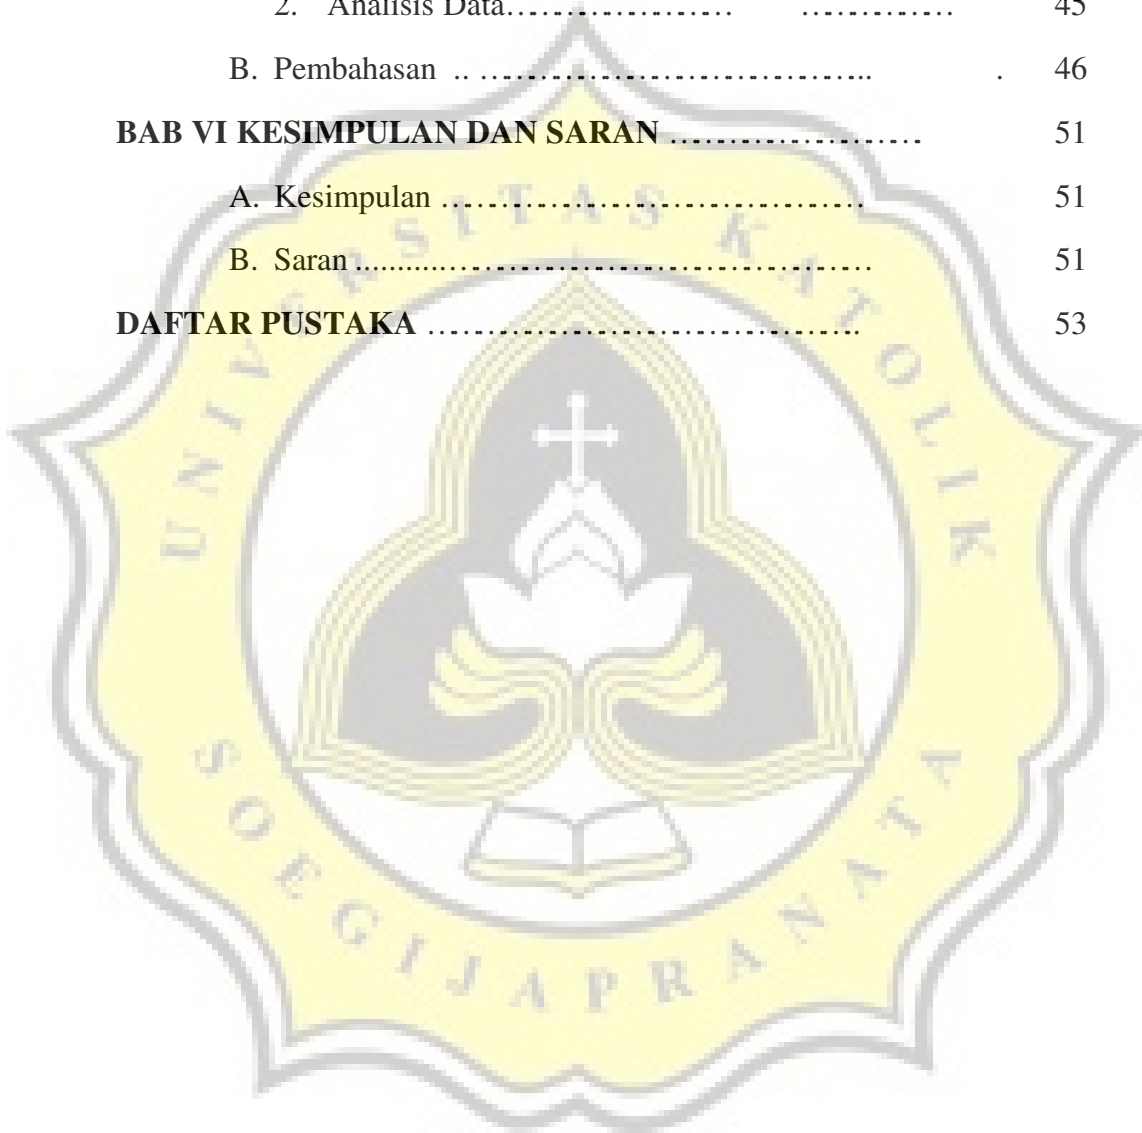 2. Analisis Data…………………… …………… 45
B. Pembahasan .. ………………………………….. . 46
BAB VI KESIMPULAN DAN SARAN ……………………. 51
A. Kesimpulan ……………………………………. 51
B. Saran ...........…………………………………… 51
DAFTAR PUSTAKA …………………………………….. 53
UNIVERSITAS KATOLIK
SOEGIJAPRANATA